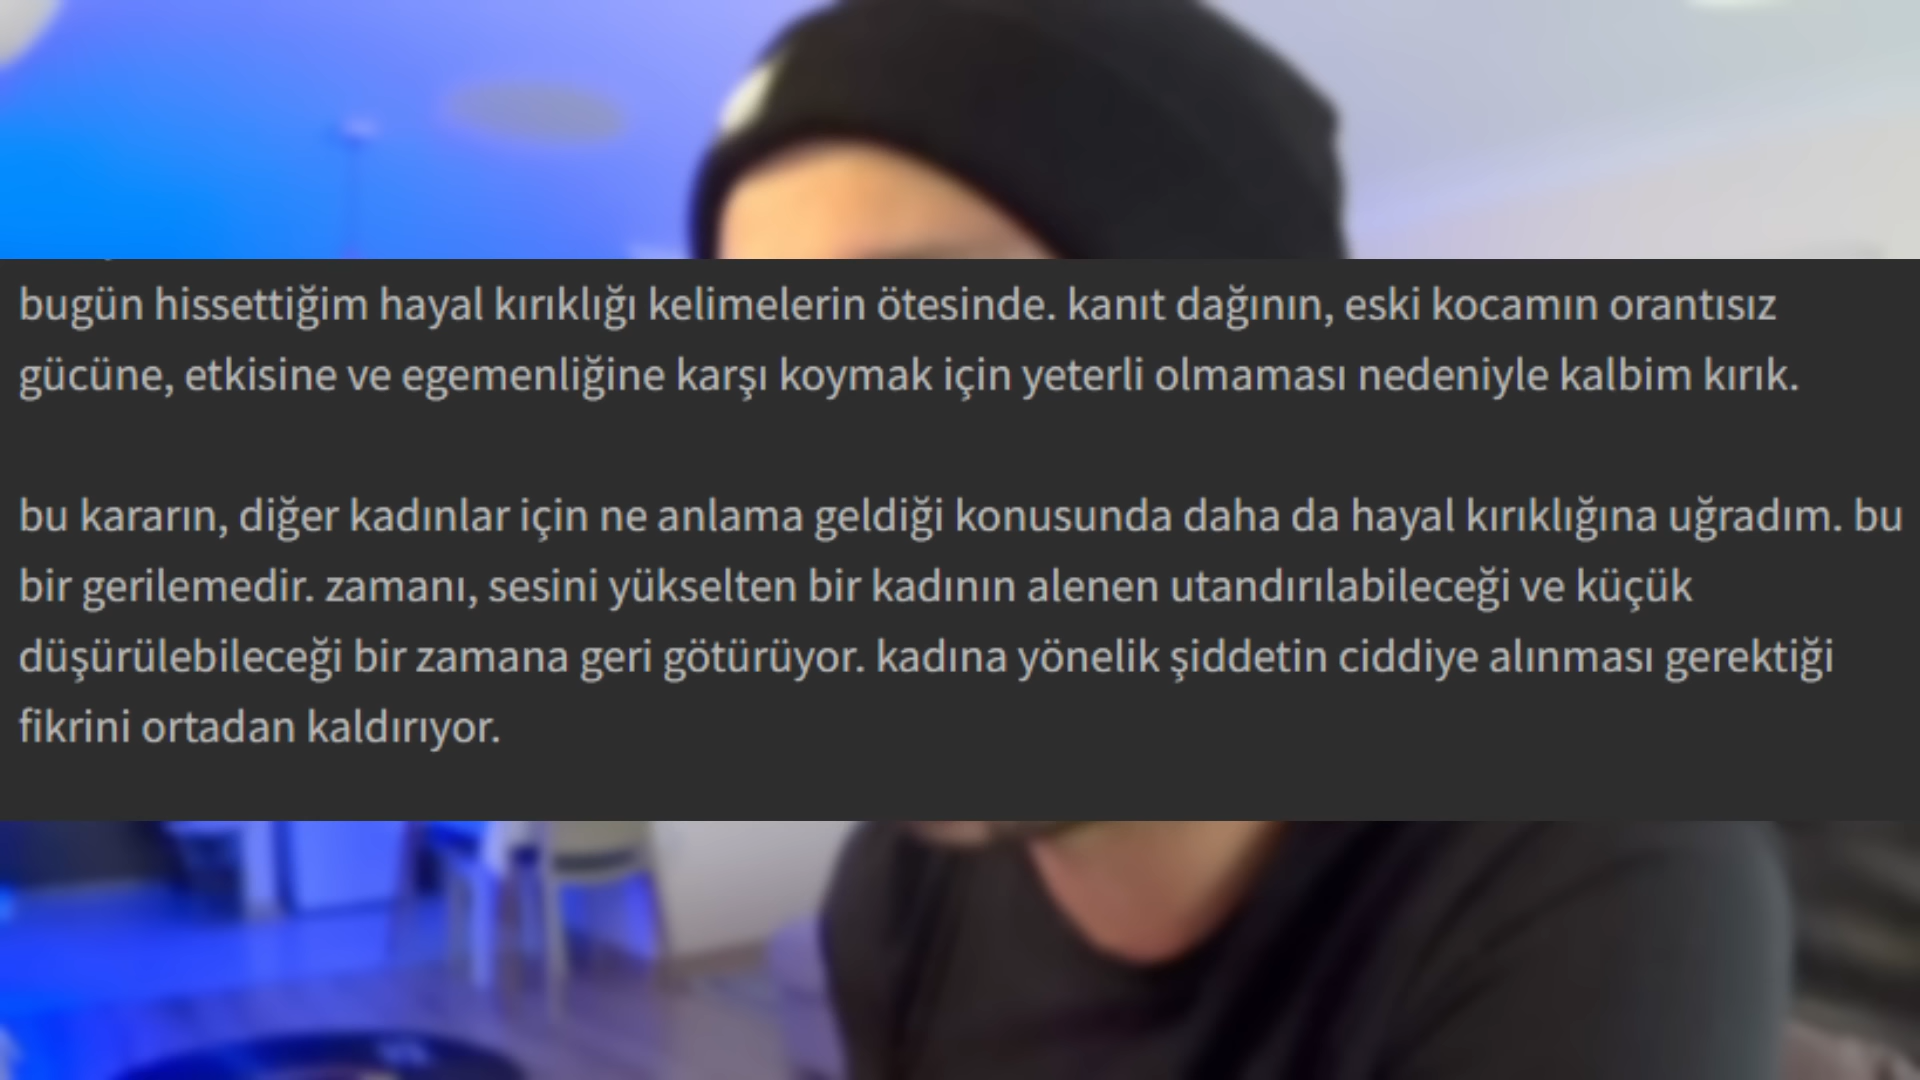 bugün hissettiğim hayal kırıklığı kelimelerin ötesinde. kanıt dağının, eski kocamın orantısız
gücüne, etkisine ve egemenliğine karşı koymak için yeterli olmaması nedeniyle kalbim kırık.
bu kararın, diğer kadınlar için ne anlama geldiği konusunda daha da hayal kırıklığına uğradım. bu
bir gerilemedir. zamanı, sesini yükselten bir kadının alenen utandırılabileceği ve küçük
düşürülebileceği bir zamana geri götürüyor. kadına yönelik şiddetin ciddiye alınması gerektiği
fikrini ortadan kaldırıyor.